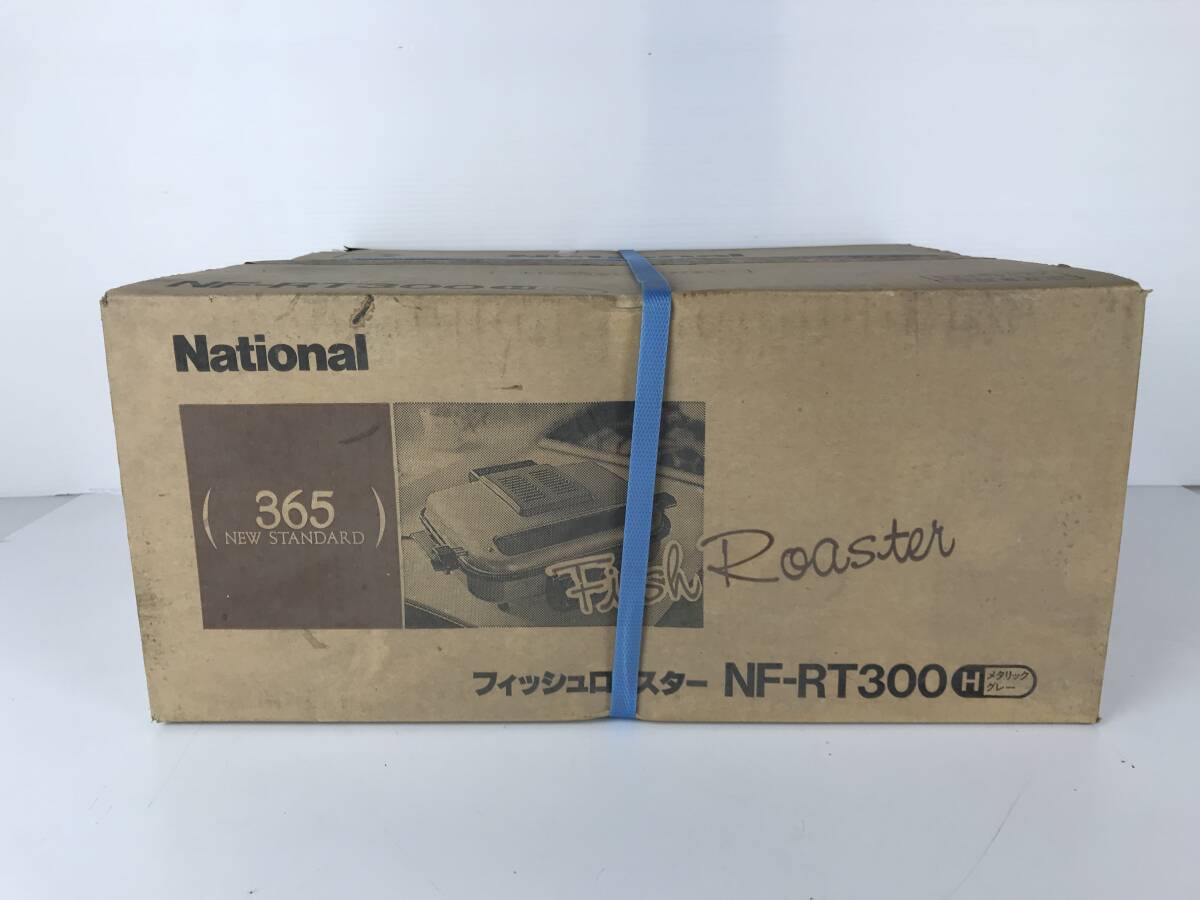 NF-RT300
National
365
NEW STANDARD
Fish Roaster
フィッシュロースター NF-RT300 H メタリック
グレー